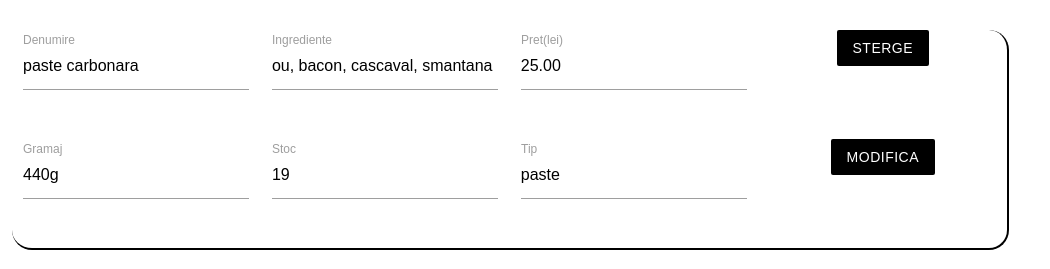 Denumire
Ingrediente
Pret(lei)
STERGE
paste carbonara
ou, bacon, cascaval, smantana
25.00
Gramaj
Stoc
Tip
MODIFICA
440g
19
paste